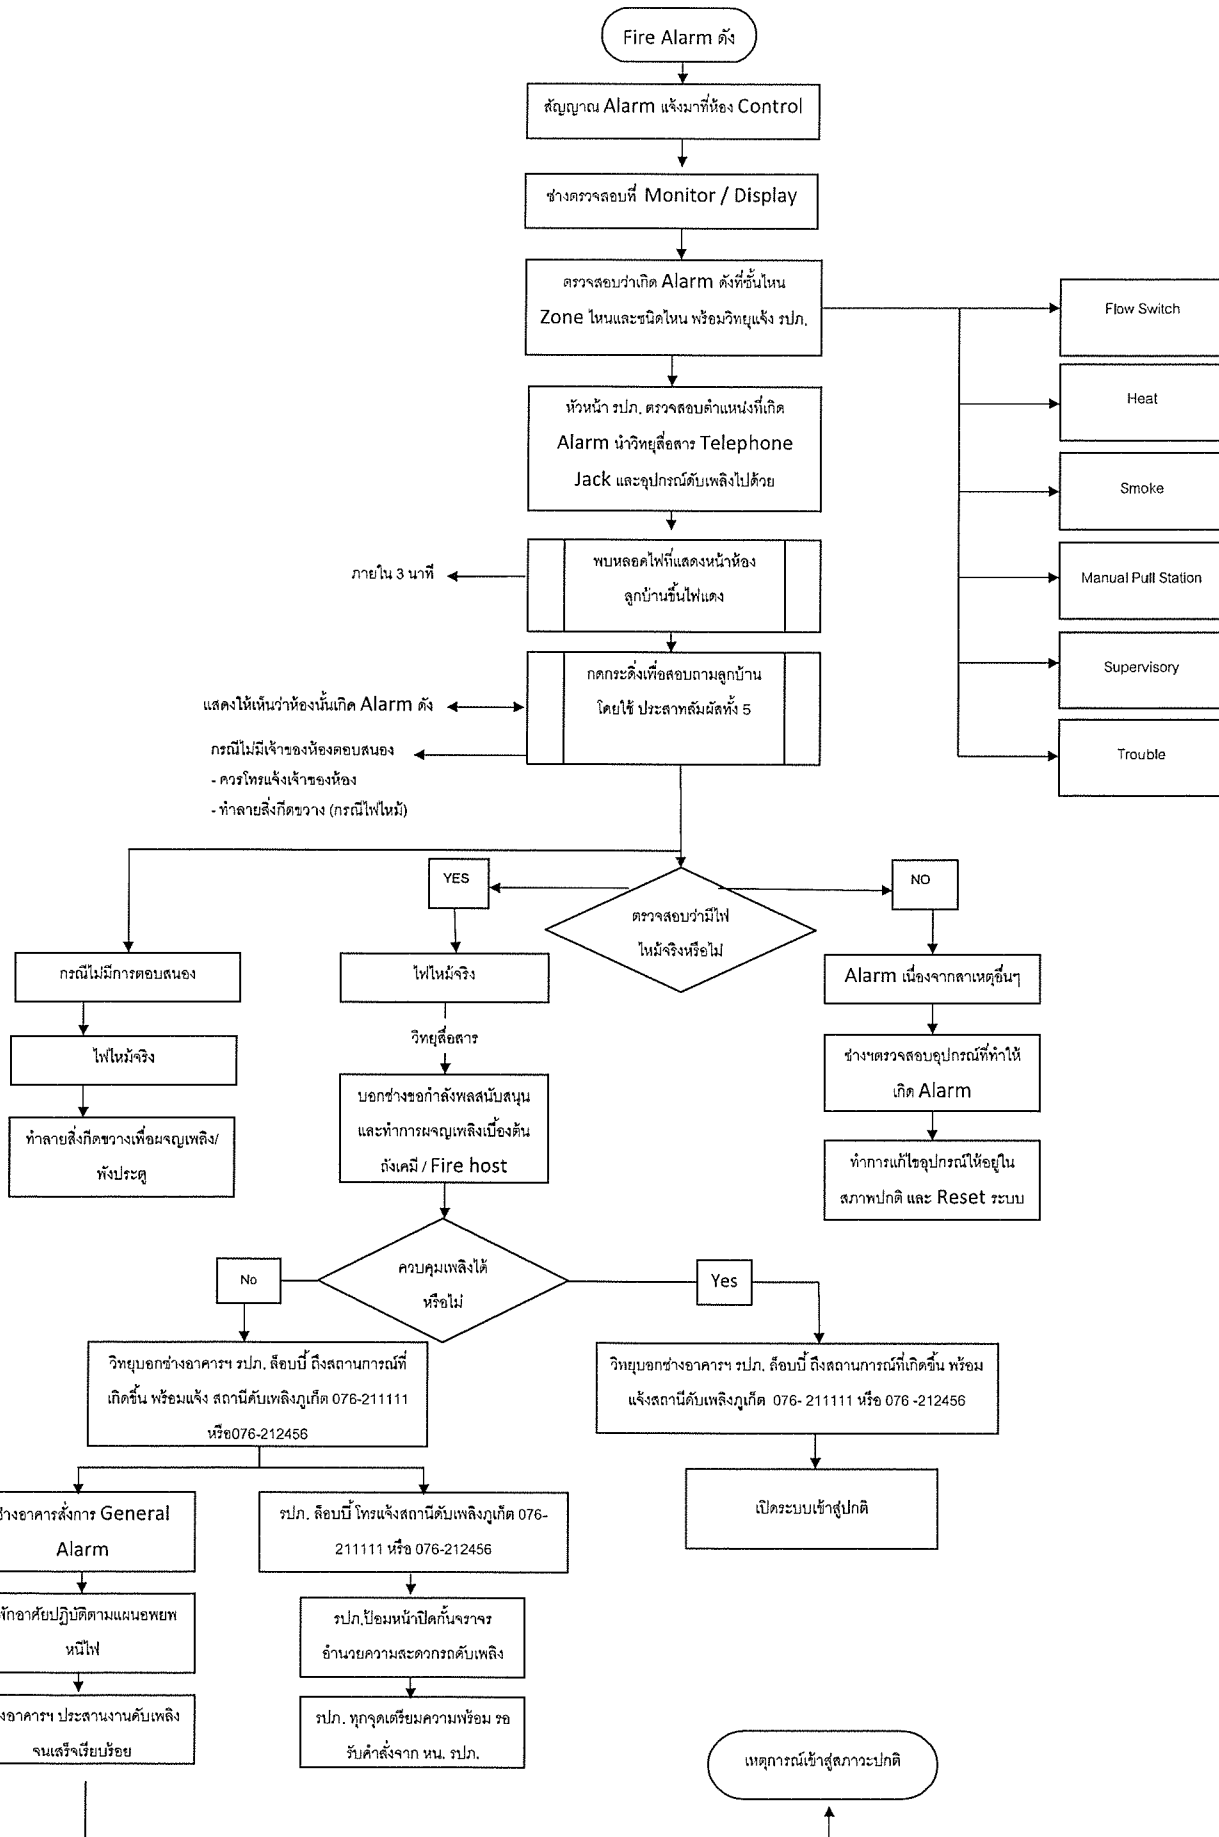 Fire Alarm ดัง
สัญญาณ Alarm แจ้งมาที่ห้อง Control
ช่างตรวจสอบที่ Monitor / Display
ตรวจสอบว่าเกิด Alarm ดังที่ชั้นไหน
Zone ไหนและชนิดไหน พร้อมวิทยุแจ้ง รปภ.
Flow Switch
Heat
Smoke
Manual Pull Station
Supervisory
Trouble
หัวหน้า รปภ. ตรวจสอบตำแหน่งที่เกิด
Alarm นำวิทยุสื่อสาร Telephone
Jack และอุปกรณ์ดับเพลิงไปด้วย
พบหลอดไฟที่แสดงหน้าห้อง
ลูกบ้านขึ้นไฟแดง
ภายใน 3 นาที
กดกระดิ่งเพื่อสอบถามลูกบ้าน
โดยใช้ ประสาทสัมผัสทั้ง 5
แสดงให้เห็นว่าห้องนั้นเกิด Alarm ดัง
กรณีไม่มีเจ้าของห้องตอบสนอง
- ควรโทรแจ้งเจ้าของห้อง
- ทำลายสิ่งกีดขวาง (กรณีไฟไหม้)
YES
NO
ตรวจสอบว่ามีไฟ
ไหม้จริงหรือไม่
กรณีไม่มีการตอบสนอง
ไฟไหม้จริง
ทำลายสิ่งกีดขวางเพื่อผจญเพลิง/
พังประตู
ไฟไหม้จริง
วิทยุสื่อสาร
บอกช่างขอกำลังพลสนับสนุน
และทำการผจญเพลิงเบื้องต้น
ถังเคมี / Fire host
Alarm เนื่องจากสาเหตุอื่นๆ
ช่างฯตรวจสอบอุปกรณ์ที่ทำให้
เกิด Alarm
ทำการแก้ไขอุปกรณ์ให้อยู่ใน
สภาพปกติ และ Reset ระบบ
ควบคุมเพลิงได้
หรือไม่
No
Yes
วิทยุบอกช่างอาคารฯ รปภ. ล็อบบี้ ถึงสถานการณ์ที่
เกิดขึ้น พร้อมแจ้ง สถานีดับเพลิงภูเก็ต 076-211111
หรือ076-212456
วิทยุบอกช่างอาคารฯ รปภ. ล็อบบี้ ถึงสถานการณ์ที่เกิดขึ้น พร้อม
แจ้งสถานีดับเพลิงภูเก็ต 076- 211111 หรือ 076 -212456
เปิดระบบเข้าสู่ปกติ
ช่างอาคารสั่งการ General
Alarm
พักอาศัยปฏิบัติตามแผนอพยพ
หนีไฟ
งอาคารฯ ประสานงานดับเพลิง
จนเสร็จเรียบร้อย
รปภ. ล็อบบี้ โทรแจ้งสถานีดับเพลิงภูเก็ต 076-
211111 หรือ 076-212456
รปภ.ป้อมหน้าปิดกั้นจราจร
อำนวยความสะดวกรถดับเพลิง
รปภ. ทุกจุดเตรียมความพร้อม รอ
รับคำสั่งจาก หน. รปภ.
เหตุการณ์เข้าสู่สภาวะปกติ